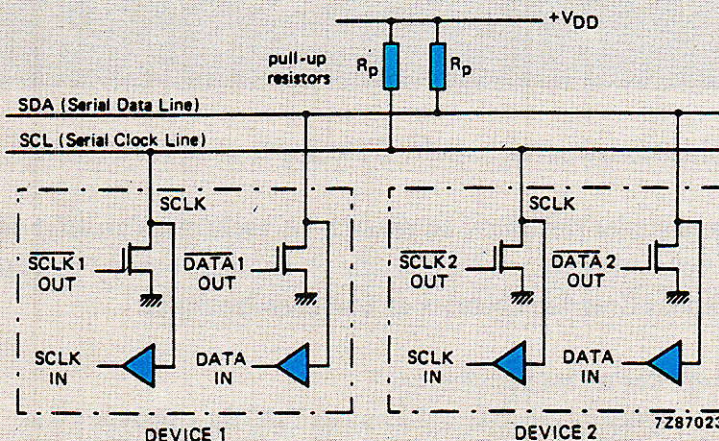 +VDD
pull-up
resistors
Rp
Rp
SDA (Serial Data Line)
SCL (Serial Clock Line)
SCLK
SCLK
SCLK1
OUT
DATA1
OUT
SCLK2
OUT
DATA2
OUT
SCLK
IN
DATA
IN
SCLK
IN
DATA
IN
DEVICE 1
DEVICE 2
7Z87023